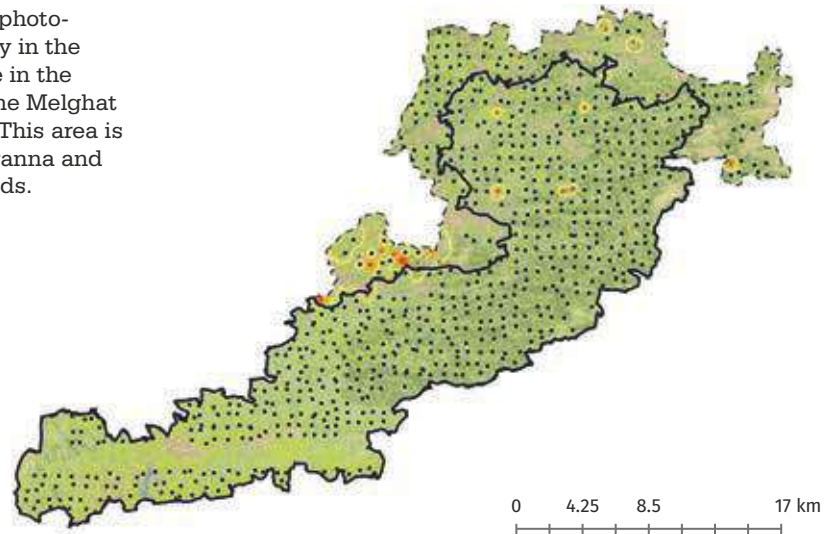 photo-
y in the
e in the
ne Melghat
This area is
anna and
ds.
0 4.25 8.5 17 km